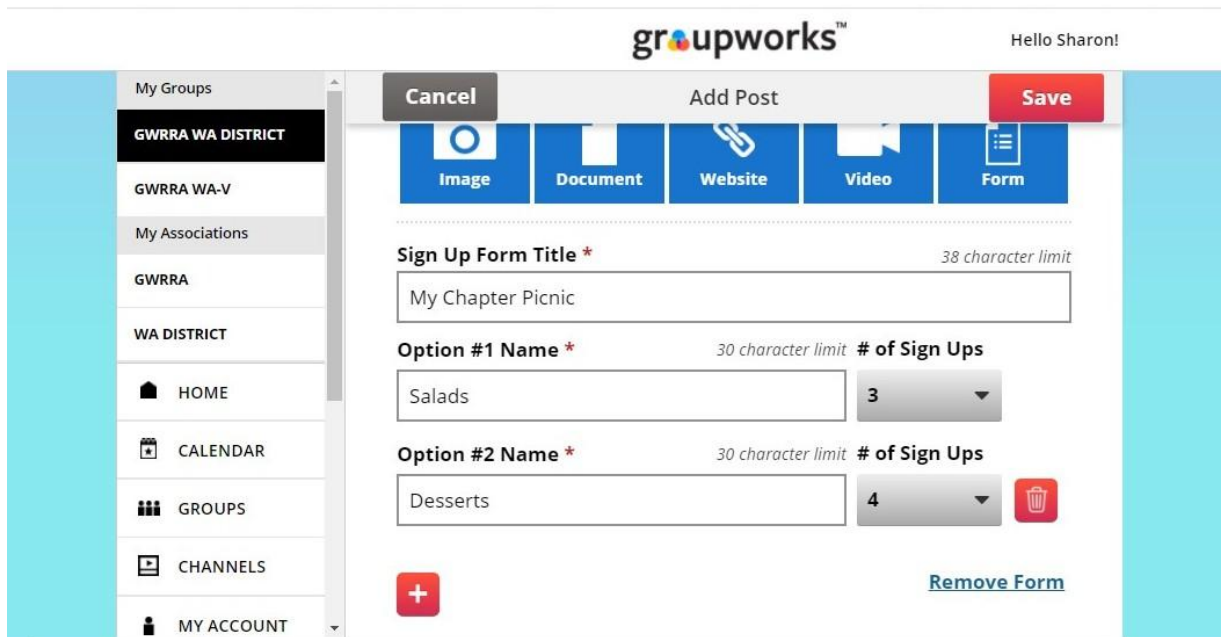 groupworks™
Hello Sharon!
My Groups
GWRRA WA DISTRICT
GWRRA WA-V
My Associations
GWRRA
WA DISTRICT
HOME
CALENDAR
GROUPS
CHANNELS
MY ACCOUNT
Cancel
Add Post
Save
Image
Document
Website
Video
Form
Sign Up Form Title *
38 character limit
My Chapter Picnic
Option #1 Name *
30 character limit
# of Sign Ups
Salads
3
Option #2 Name *
30 character limit
# of Sign Ups
Desserts
4
+
Remove Form